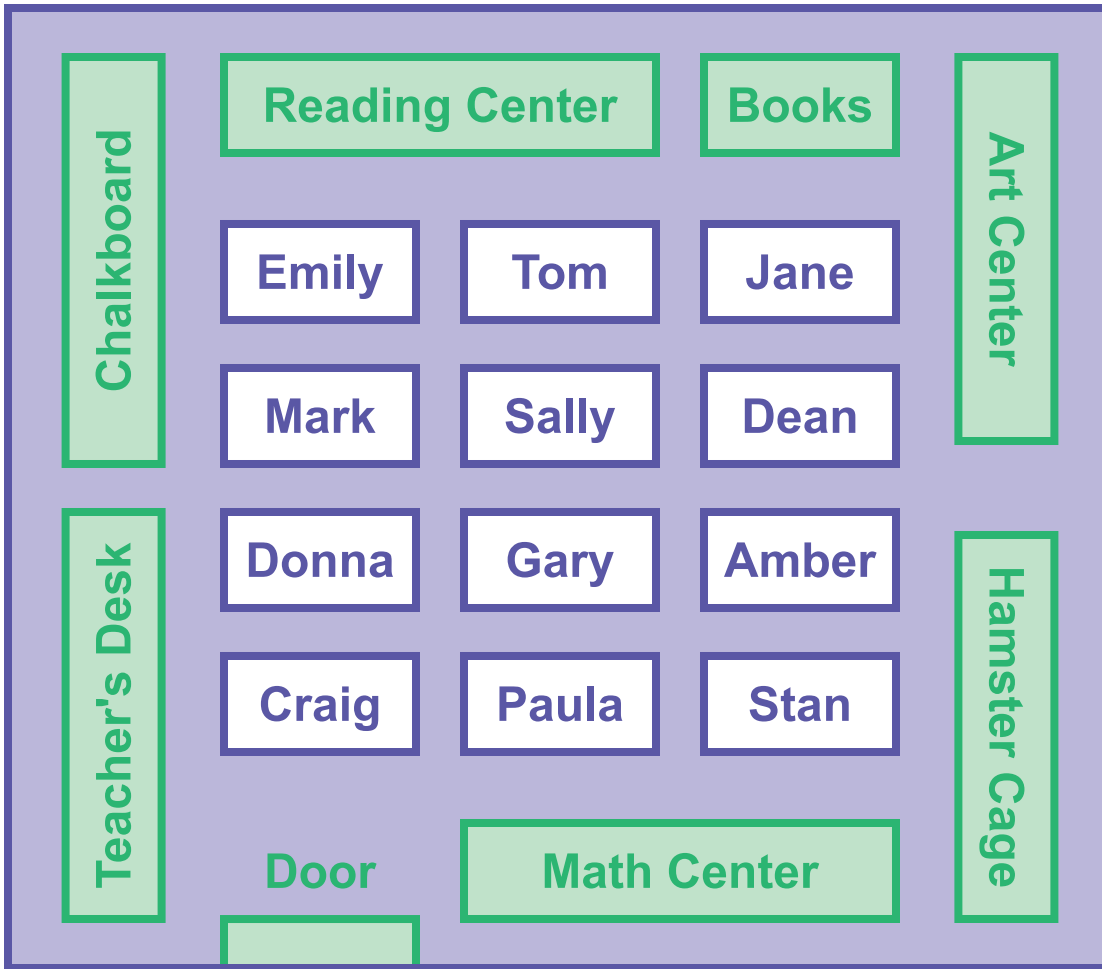 Chalkboard
Reading Center
Books
Art Center
Emily
Tom
Jane
Mark
Sally
Dean
Teacher's Desk
Donna
Gary
Amber
Hamster Cage
Craig
Paula
Stan
Door
Math Center